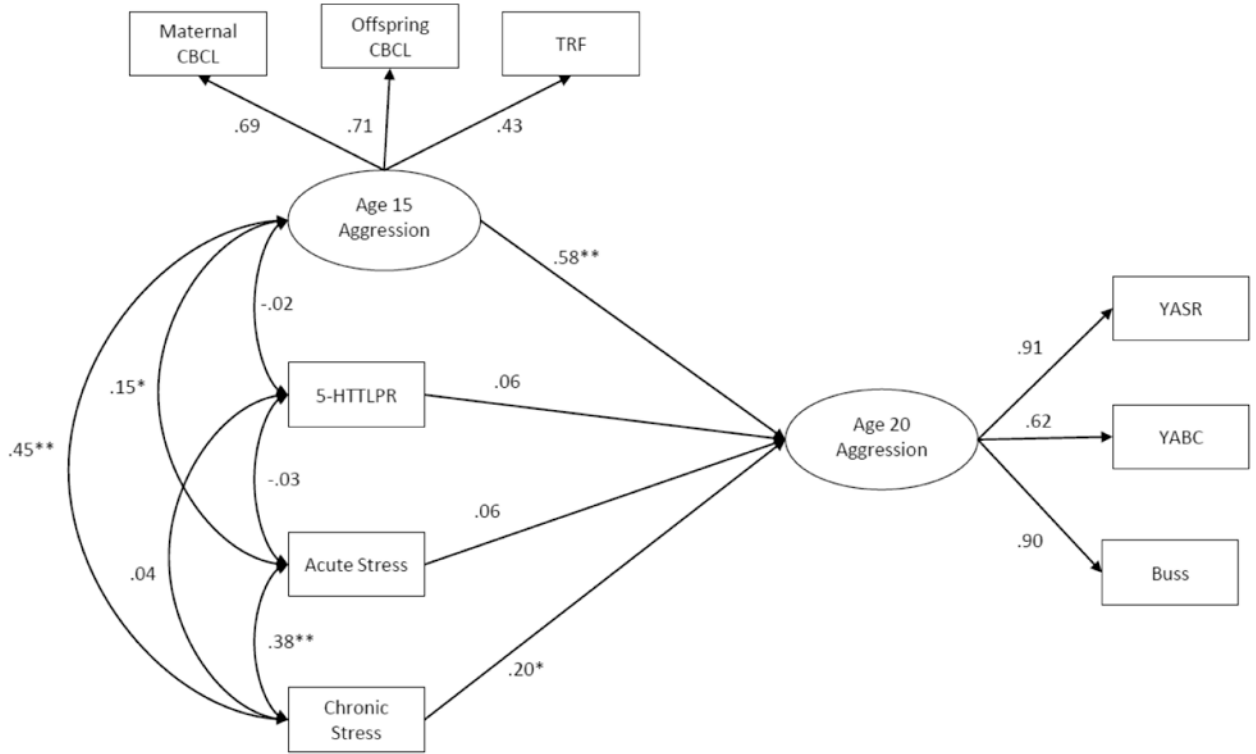 Maternal
CBCL
Offspring
CBCL
TRF
.69
.71
.43
Age 15
Aggression
.58**
-.02
YASR
.91
.15*
5-HTTLPR
.06
Age 20
Aggression
.62
YABC
.45**
-.03
.06
.90
Acute Stress
.04
Buss
.38**
.20*
Chronic
Stress